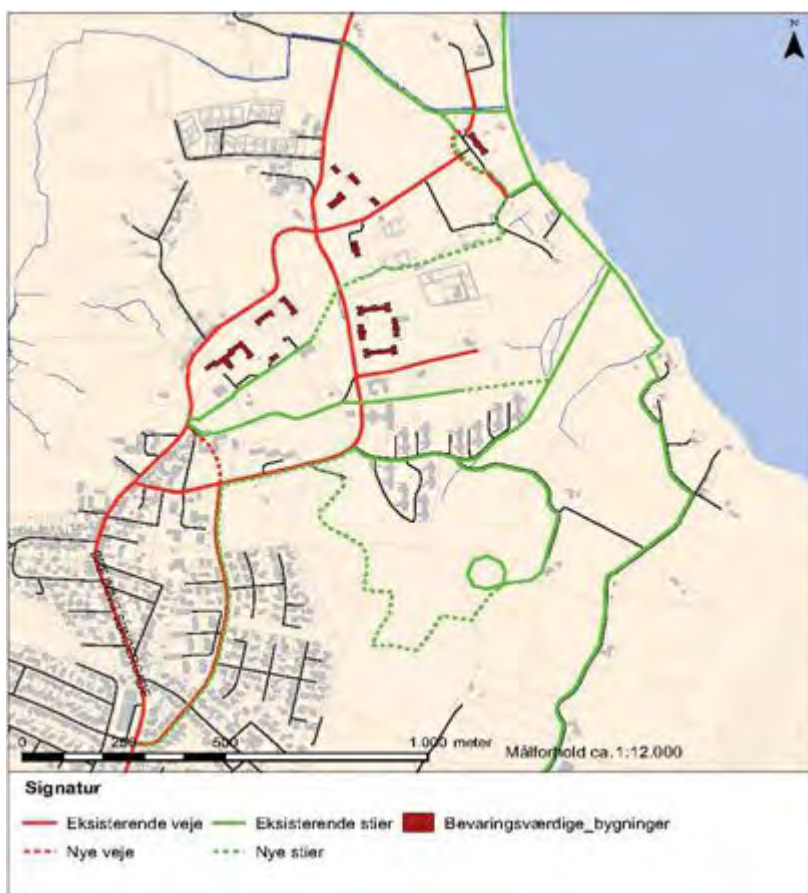 N
0 250 500 1.000 meter
Målforhold ca. 1:12.000
Signatur
Eksisterende veje Eksisterende stier Bevaringsværdige_bygninger
Nye veje Nye stier